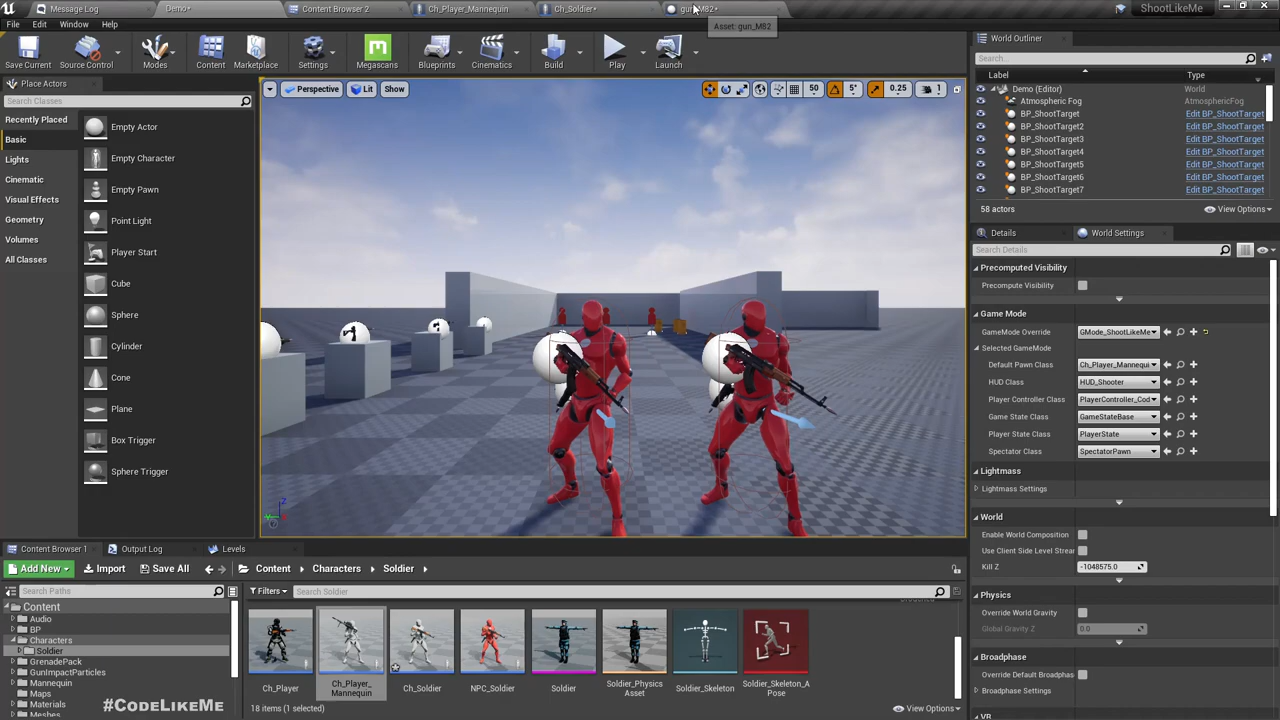 Message Log
Demo•
Content Browser 2
Ch_Player_Mannequin
Ch_Soldier•
gun_M82•
ShootLikeMe
File Edit Window Help
Asset: gun_M82
Save Current
Source Control
Modes
Content
Marketplace
Settings
Megascans
Blueprints
Cinematics
Build
Play
Launch
Place Actors
Search Classes
Recently Placed
Basic
Lights
Cinematic
Visual Effects
Geometry
Volumes
All Classes
Empty Actor
Empty Character
Empty Pawn
Point Light
Player Start
Cube
Sphere
Cylinder
Cone
Plane
Box Trigger
Sphere Trigger
Perspective
Lit
Show
50
5°
0.25
1
World Outliner
Search...
Label Type
Demo (Editor) World
Atmospheric Fog AtmosphericFog
BP_ShootTarget Edit BP_ShootTarget
BP_ShootTarget2 Edit BP_ShootTarget
BP_ShootTarget3 Edit BP_ShootTarget
BP_ShootTarget4 Edit BP_ShootTarget
BP_ShootTarget5 Edit BP_ShootTarget
BP_ShootTarget6 Edit BP_ShootTarget
BP_ShootTarget7 Edit BP_ShootTarget
58 actors
View Options
Details
World Settings
Search Details
Precomputed Visibility
Precompute Visibility
Game Mode
GameMode Override GMode_ShootLikeMe
Selected GameMode
Default Pawn Class Ch_Player_Mannequi
HUD Class HUD_Shooter
Player Controller Class PlayerController_Cod
Game State Class GameStateBase
Player State Class PlayerState
Spectator Class SpectatorPawn
Lightmass
Lightmass Settings
World
Enable World Composition
Use Client Side Level Strear
Kill Z -1048575.0
Physics
Override World Gravity
Global Gravity Z 0.0
Broadphase
Override Default Broadphas
Broadphase Settings
VR
Content Browser 1
Output Log
Levels
Add New
Import
Save All
Content
Characters
Soldier
Search Paths
Filters
Search Soldier
Content
Audio
BP
Characters
Soldier
GrenadePack
GunImpactParticles
Mannequin
Maps
Materials
Meshes
Ch_Player
Ch_Player_
Mannequin
Ch_Soldier
NPC_Soldier
Soldier
Soldier_Physics
Asset
Soldier_Skeleton
Soldier_Skeleton_A
Pose
18 items (1 selected)
View Options
#CodeLikeMe